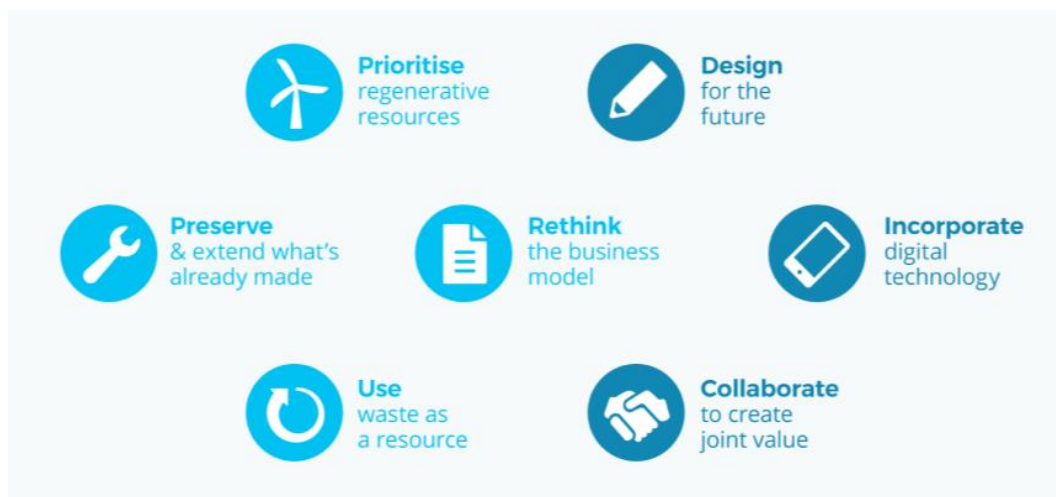 Prioritise
regenerative
resources
Design
for the
future
Preserve
& extend what's
already made
Rethink
the business
model
Incorporate
digital
technology
Use
waste as
a resource
Collaborate
to create
joint value